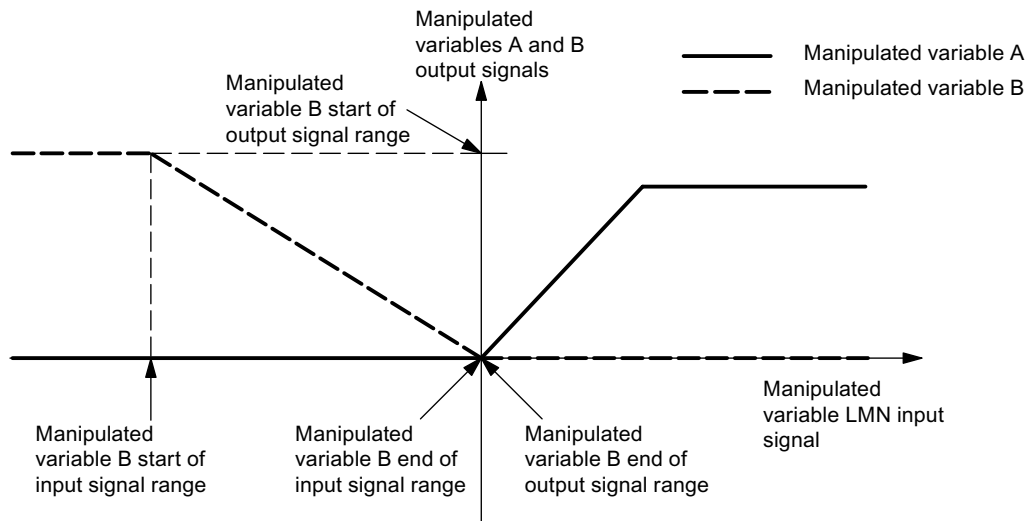 Manipulated
variables A and B
output signals
Manipulated variable A
Manipulated variable B
Manipulated
variable B start of
output signal range
Manipulated
variable LMN input
signal
Manipulated
variable B start of
input signal range
Manipulated
variable B end of
input signal range
Manipulated
variable B end of
output signal range